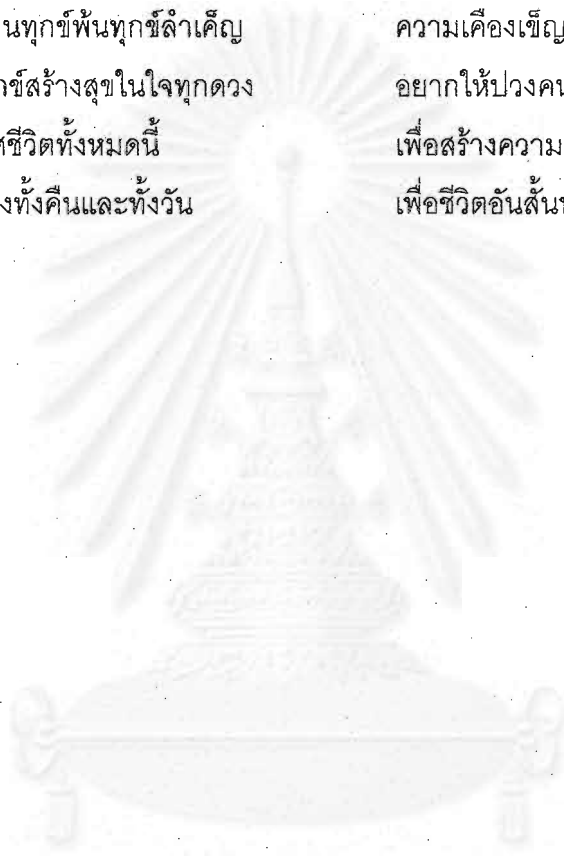 นทุกข์พ้นทุกข์ลำเค็ญ ความเคืองเข็ญ
กข์สร้างสุขในใจทุกดวง อยากให้ปวงคน
ศชีวิตทั้งหมดนี้ เพื่อสร้างความ
งทั้งคืนและทั้งวัน เพื่อชีวิตอันสั้น